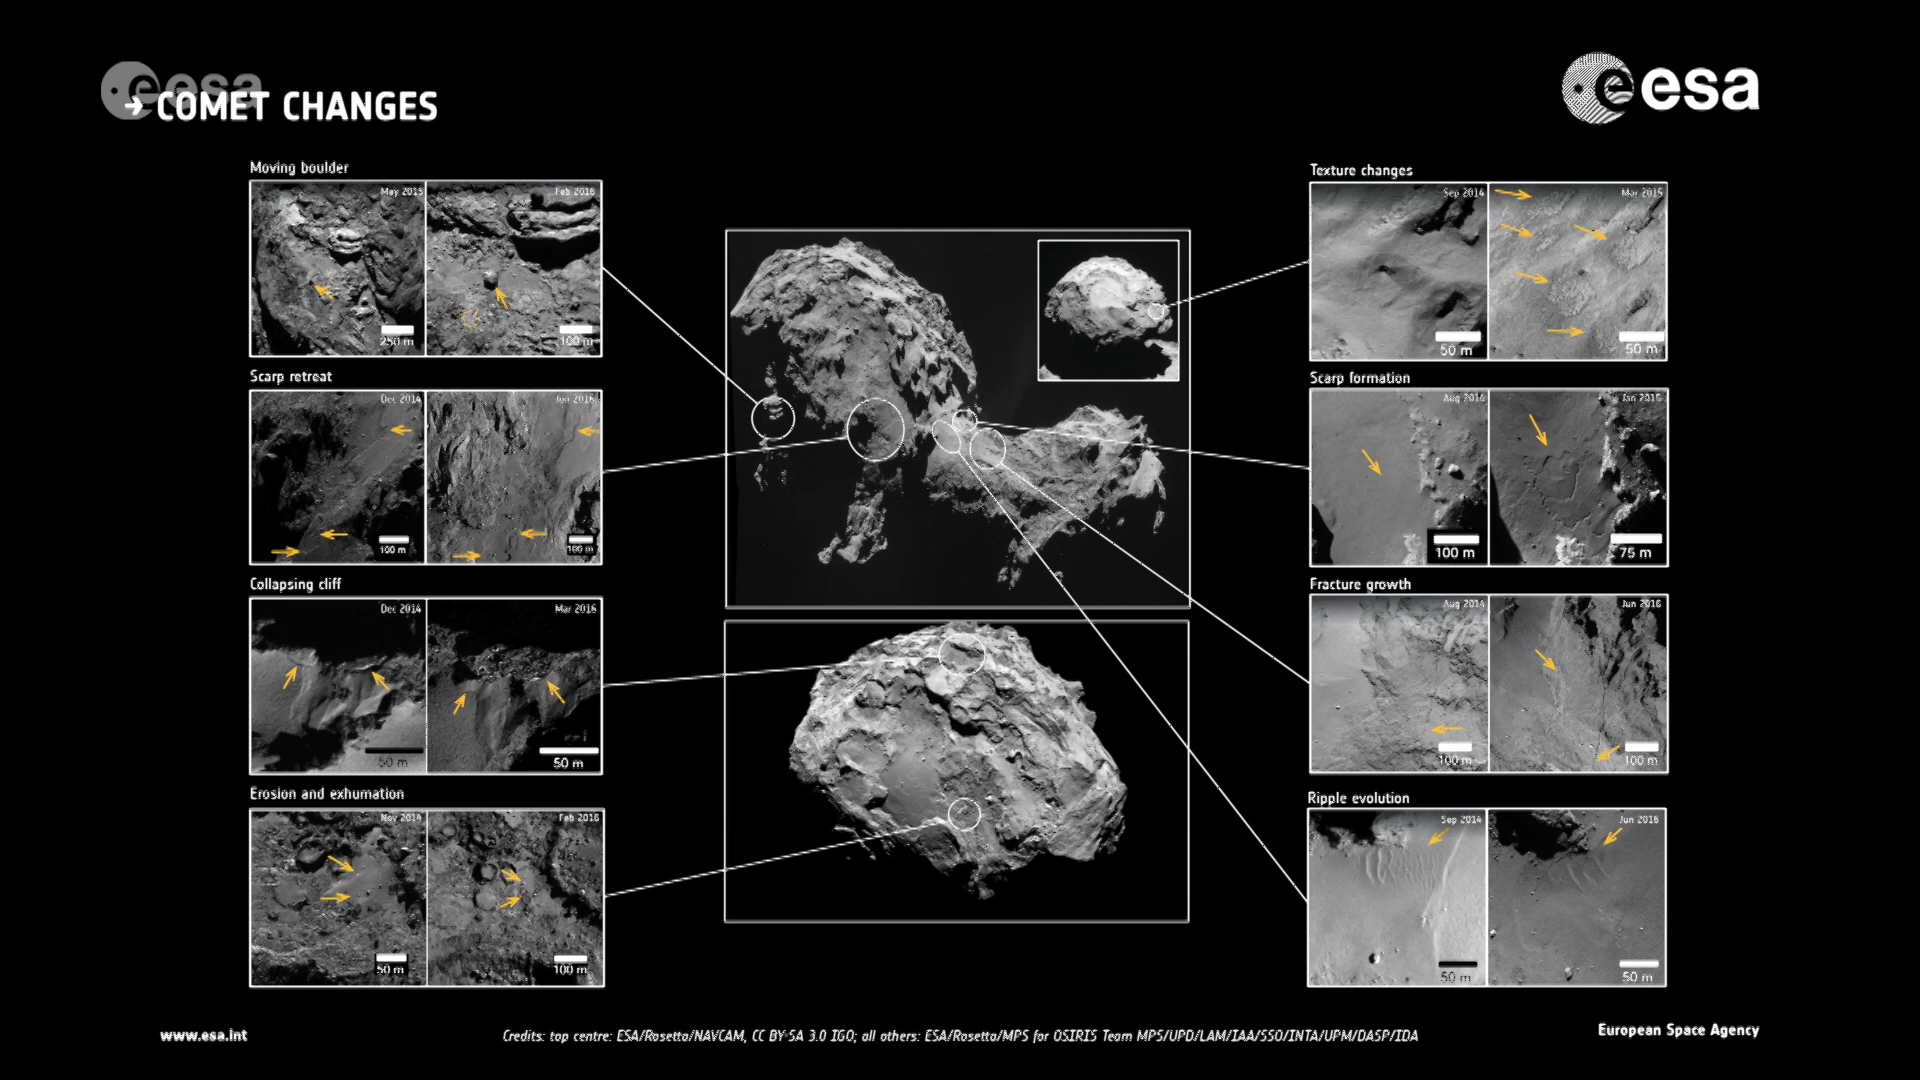 esa
→ COMET CHANGES
esa
Moving boulder
May 2015
Feb 2016
250 m
100 m
Scarp retreat
Dec 2014
Jun 2016
100 m
100 m
Collapsing cliff
Dec 2014
Mar 2016
50 m
50 m
Erosion and exhumation
Nov 2014
Feb 2016
50 m
100 m
Texture changes
Sep 2014
Mar 2015
50 m
50 m
Scarp formation
Aug 2014
Jan 2016
100 m
75 m
Fracture growth
Aug 2014
Jun 2016
100 m
100 m
Ripple evolution
Sep 2014
Jun 2016
50 m
50 m
www.esa.int
Credits: top centre: ESA/Rosetta/NAVCAM, CC BY-SA 3.0 IGO; all others: ESA/Rosetta/MPS for OSIRIS Team MPS/UPD/LAM/IAA/SSO/INTA/UPM/DASP/IDA
European Space Agency